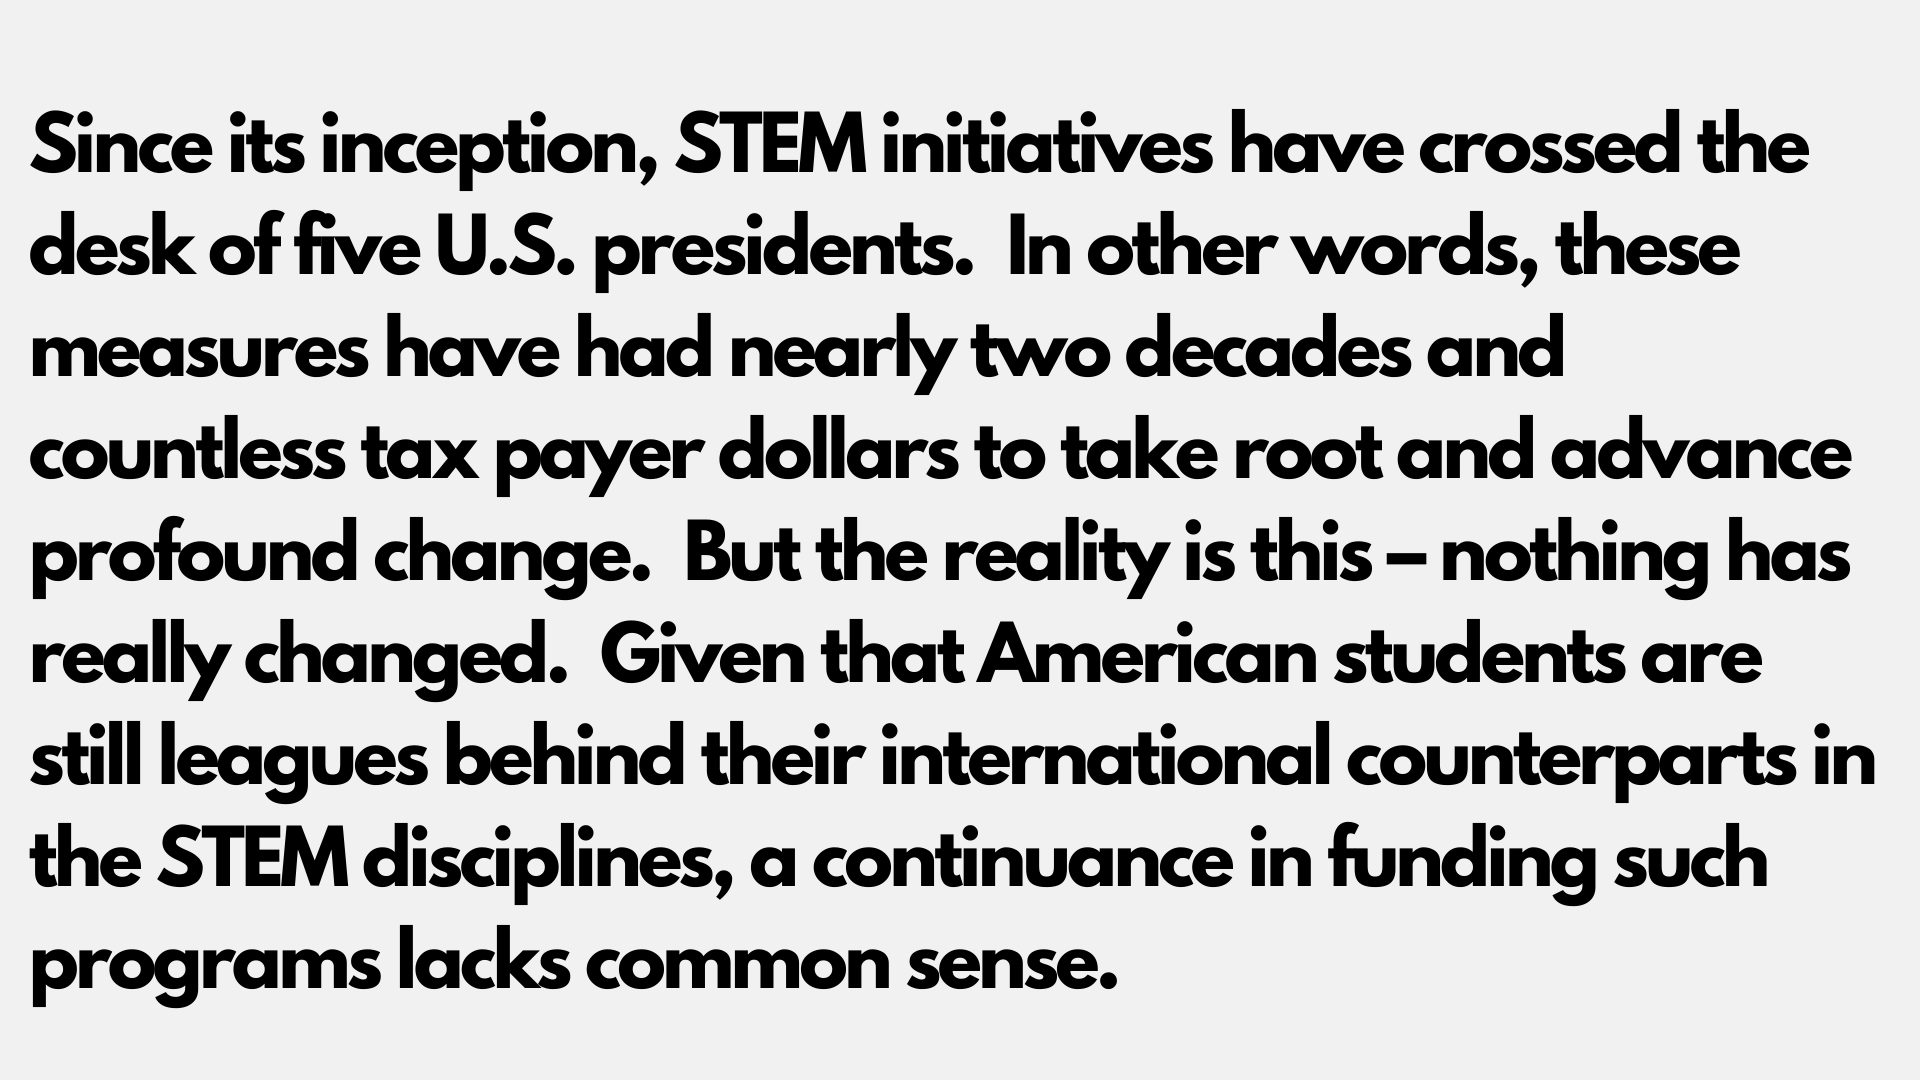 Since its inception, STEM initiatives have crossed the
desk of five U.S. presidents.  In other words, these
measures have had nearly two decades and
countless tax payer dollars to take root and advance
profound change.  But the reality is this – nothing has
really changed.  Given that American students are
still leagues behind their international counterparts in
the STEM disciplines, a continuance in funding such
programs lacks common sense.